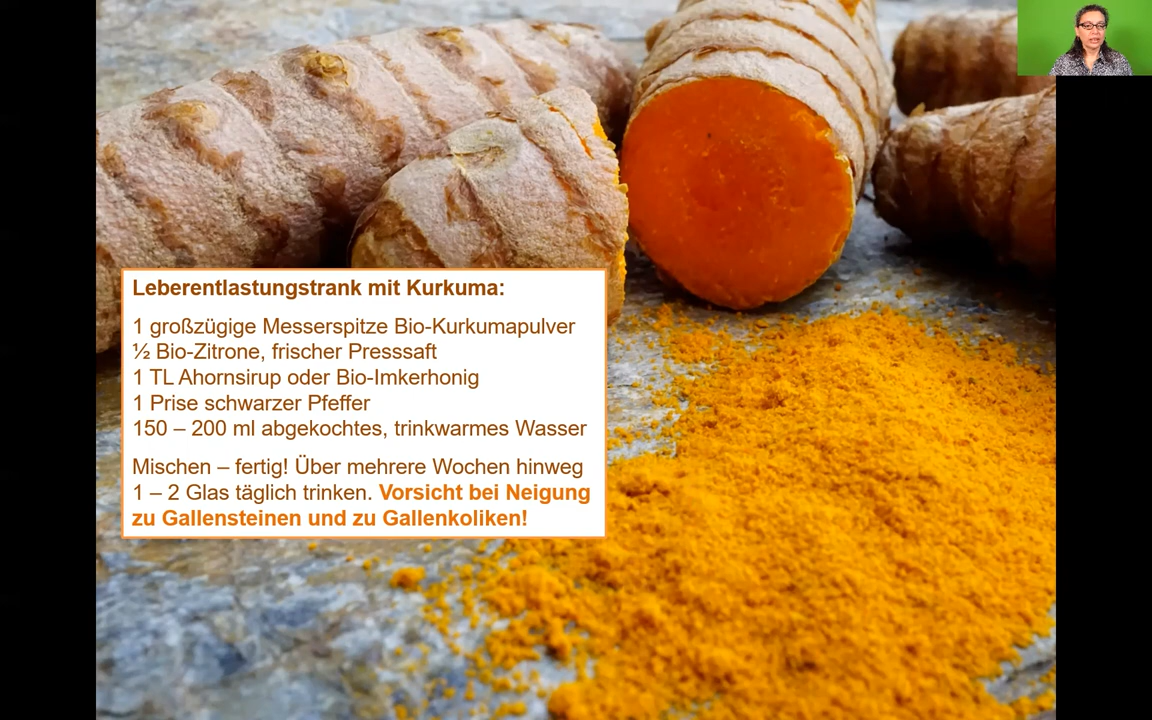 Leberentlastungstrank mit Kurkuma:
1 großzügige Messerspitze Bio-Kurkumapulver
½ Bio-Zitrone, frischer Presssaft
1 TL Ahornsirup oder Bio-Imkerhonig
1 Prise schwarzer Pfeffer
150 – 200 ml abgekochtes, trinkwarmes Wasser
Mischen – fertig! Über mehrere Wochen hinweg
1 – 2 Glas täglich trinken. Vorsicht bei Neigung
zu Gallensteinen und zu Gallenkoliken!